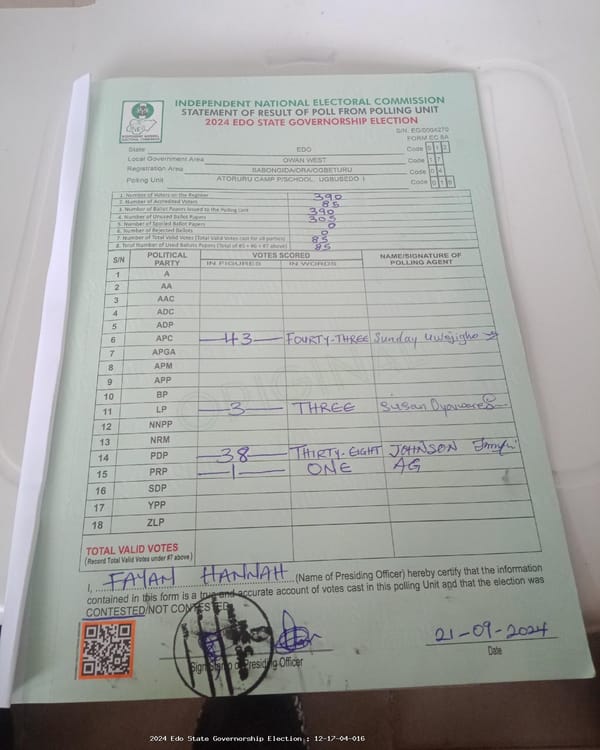 INDEPENDENT NATIONAL ELECTORAL COMMISSION
STATEMENT OF RESULT OF POLL FROM POLLING UNIT
2024 EDO STATE GOVERNORSHIP ELECTION
S/N. EG/0004270
FORM EC 8A
State EDO Code 1 2
Local Government Area OWAN WEST Code 1 7
Registration Area SABONGIDA/ORA/OGBETURU Code 0 4
Polling Unit ATORURU CAMP P/SCHOOL UGBUSEDO I Code 0 1 6
1. Number of Voters on the Register 390
2. Number of Accredited Voters 85
3. Number of Ballot Papers Issued to the Polling Unit 390
4. Number of Unused Ballot Papers 305
5. Number of Spoiled Ballot Papers 0
6. Number of Rejected Ballots 0
7. Number of Total Valid Votes (Total Valid Votes cast for all parties) 85
8. Total Number of Used Ballots Papers (Total of #5 + #6 + #7 above) 85
S/N POLITICAL PARTY VOTES SCORED NAME/SIGNATURE OF POLLING AGENT
IN FIGURES IN WORDS
1 A
2 AA
3 AAC
4 ADC
5 ADP
6 APC 43 FOURTY-THREE Sunday
7 APGA
8 APM
9 APP
10 BP
11 LP 3 THREE Susan
12 NNPP
13 NRM
14 PDP 38 THIRTY-EIGHT JOHNSON
15 PRP 1 ONE AG
16 SDP
17 YPP
18 ZLP
TOTAL VALID VOTES
(Record Total Valid Votes under #7 above)
I, FAYAN HANNAH (Name of Presiding Officer) hereby certify that the information
contained in this form is a true and accurate account of votes cast in this polling Unit and that the election was
CONTESTED/NOT CONTESTED
21-09-2024
Sign/Stamp of Presiding Officer Date
2024 Edo State Governorship Election : 12-17-04-016